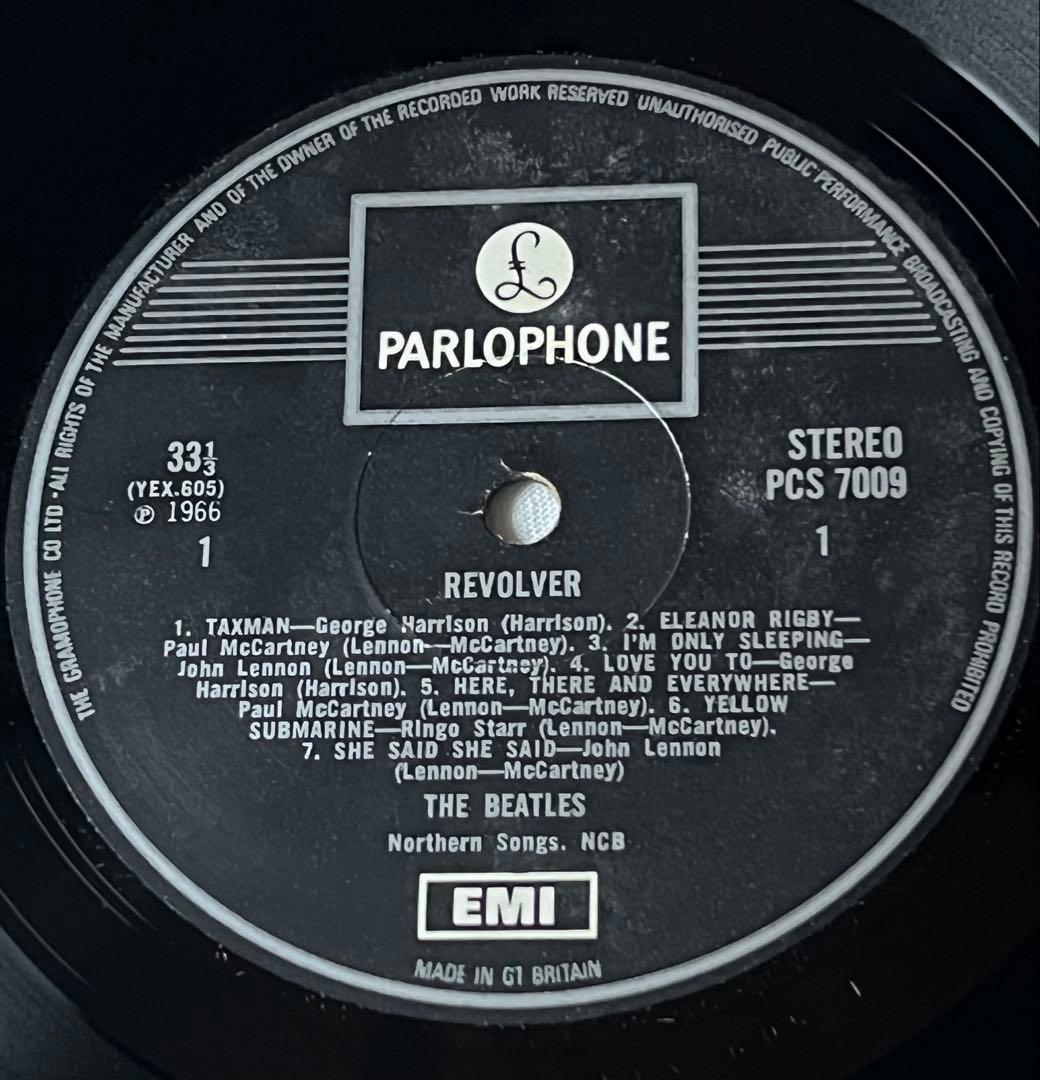 THE GRAMOPHONE CO LTD · ALL RIGHTS OF THE MANUFACTURER AND OF THE OWNER OF THE RECORDED WORK RESERVED UNAUTHORISED PUBLIC PERFORMANCE BROADCASTING AND COPYING OF THIS RECORD PROHIBITED
£
PARLOPHONE
33⅓
(YEX.605)
℗ 1966
1
STEREO
PCS 7009
1
REVOLVER
1. TAXMAN—George Harrison (Harrison). 2. ELEANOR RIGBY—
Paul McCartney (Lennon—McCartney). 3. I'M ONLY SLEEPING—
John Lennon (Lennon—McCartney). 4. LOVE YOU TO—George
Harrison (Harrison). 5. HERE, THERE AND EVERYWHERE—
Paul McCartney (Lennon—McCartney). 6. YELLOW
SUBMARINE—Ringo Starr (Lennon—McCartney).
7. SHE SAID SHE SAID—John Lennon
(Lennon—McCartney)
THE BEATLES
Northern Songs. NCB
EMI
MADE IN GT BRITAIN